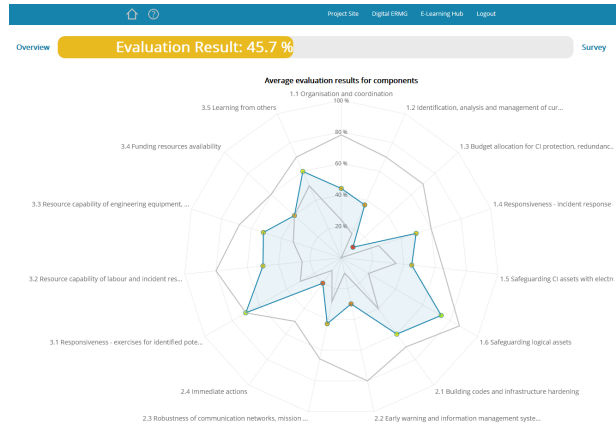 Project Site Digital ERMG E-Learning Hub Logout
Overview Evaluation Result: 45.7 % Survey
Average evaluation results for components
1.1 Organisation and coordination
100 %
3.5 Learning from others 1.2 Identification, analysis and management of cur...
80 %
3.4 Funding resources availability 1.3 Budget allocation for CI protection, redundanc...
60 %
40 %
3.3 Resource capability of engineering equipment, ... 1.4 Responsiveness - incident response
20 %
3.2 Resource capability of labour and incident res... 1.5 Safeguarding CI assets with electr
3.1 Responsiveness - exercises for identified pote... 1.6 Safeguarding logical assets
2.4 Immediate actions 2.1 Building codes and infrastructure hardening
2.3 Robustness of communication networks, mission ... 2.2 Early warning and information management syste...